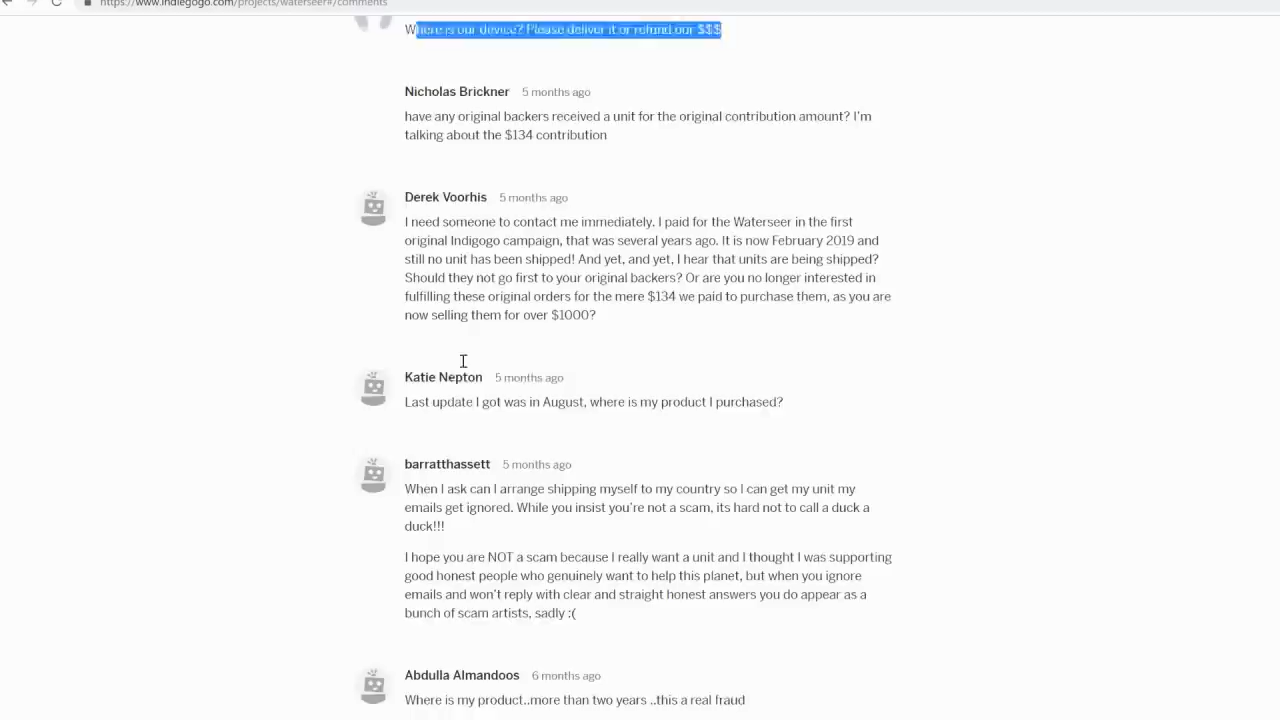 https://www.indiegogo.com/projects/waterseer#/comments
Where is our device? Please deliver it or refund our $$$
Nicholas Brickner 5 months ago
have any original backers received a unit for the original contribution amount? I'm
talking about the $134 contribution
Derek Voorhis 5 months ago
I need someone to contact me immediately. I paid for the Waterseer in the first
original Indigogo campaign, that was several years ago. It is now February 2019 and
still no unit has been shipped! And yet, and yet, I hear that units are being shipped?
Should they not go first to your original backers? Or are you no longer interested in
fulfilling these original orders for the mere $134 we paid to purchase them, as you are
now selling them for over $1000?
Katie Nepton 5 months ago
Last update I got was in August, where is my product I purchased?
barratthassett 5 months ago
When I ask can I arrange shipping myself to my country so I can get my unit my
emails get ignored. While you insist you're not a scam, its hard not to call a duck a
duck!!!
I hope you are NOT a scam because I really want a unit and I thought I was supporting
good honest people who genuinely want to help this planet, but when you ignore
emails and won't reply with clear and straight honest answers you do appear as a
bunch of scam artists, sadly :(
Abdulla Almandoos 6 months ago
Where is my product..more than two years ..this a real fraud